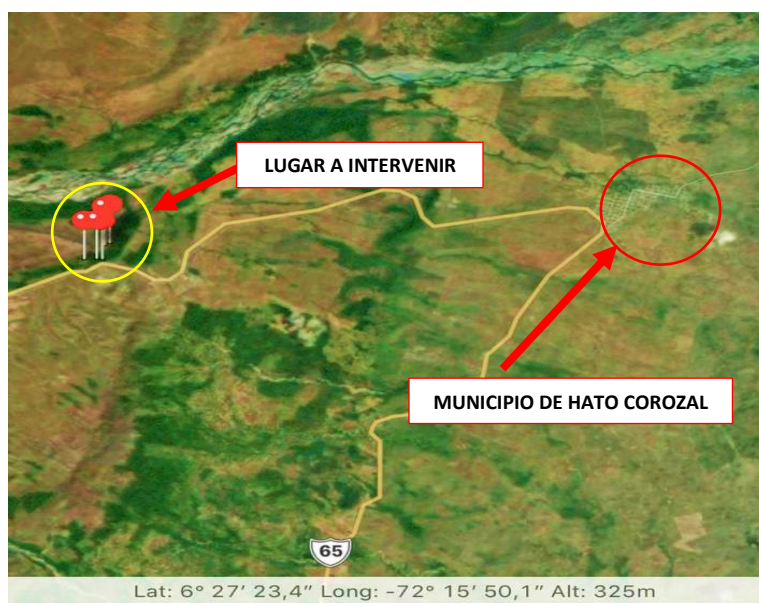 LUGAR A INTERVENIR
MUNICIPIO DE HATO COROZAL
65
Lat: 6° 27’ 23,4” Long: -72° 15’ 50,1” Alt: 325m